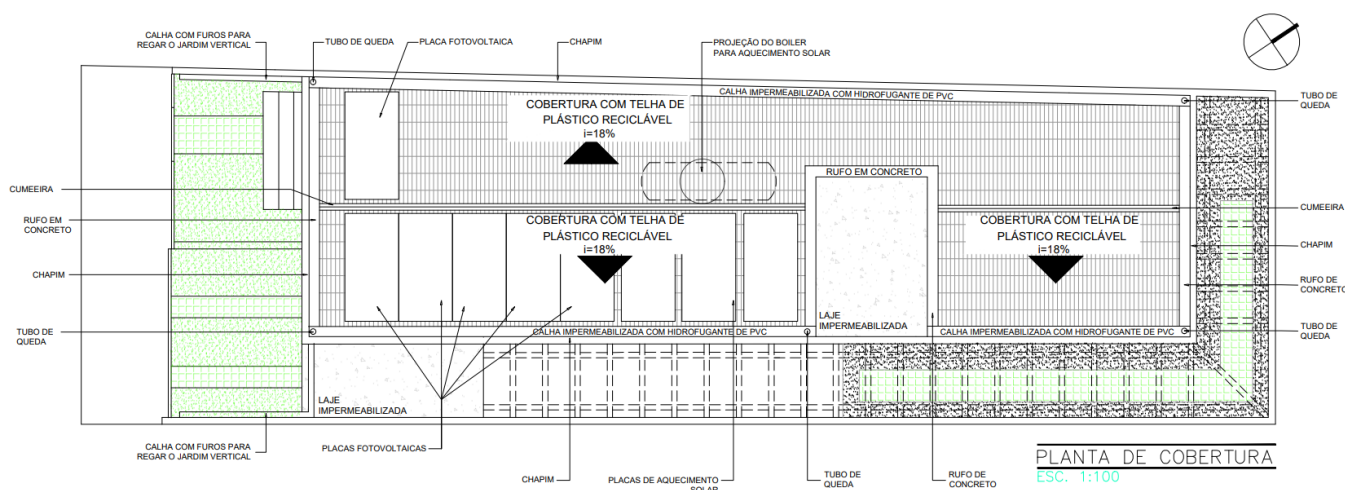 CALHA COM FUROS PARA
REGAR O JARDIM VERTICAL
TUBO DE QUEDA
PLACA FOTOVOLTAICA
CHAPIM
PROJEÇÃO DO BOILER
PARA AQUECIMENTO SOLAR
CALHA IMPERMEABILIZADA COM HIDROFUGANTE DE PVC
TUBO DE
QUEDA
COBERTURA COM TELHA DE
PLÁSTICO RECICLÁVEL
i=18%
RUFO EM CONCRETO
CUMEEIRA
CUMEEIRA
RUFO EM
CONCRETO
COBERTURA COM TELHA DE
PLÁSTICO RECICLÁVEL
i=18%
COBERTURA COM TELHA DE
PLÁSTICO RECICLÁVEL
i=18%
CHAPIM
CHAPIM
RUFO DE
CONCRETO
LAJE
IMPERMEABILIZADA
TUBO DE
QUEDA
CALHA IMPERMEABILIZADA COM HIDROFUGANTE DE PVC
CALHA IMPERMEABILIZADA COM HIDROFUGANTE DE PVC
TUBO DE
QUEDA
LAJE
IMPERMEABILIZADA
CALHA COM FUROS PARA
REGAR O JARDIM VERTICAL
PLACAS FOTOVOLTAICAS
CHAPIM
PLACAS DE AQUECIMENTO
SOLAR
TUBO DE
QUEDA
RUFO DE
CONCRETO
PLANTA DE COBERTURA
ESC. 1:100